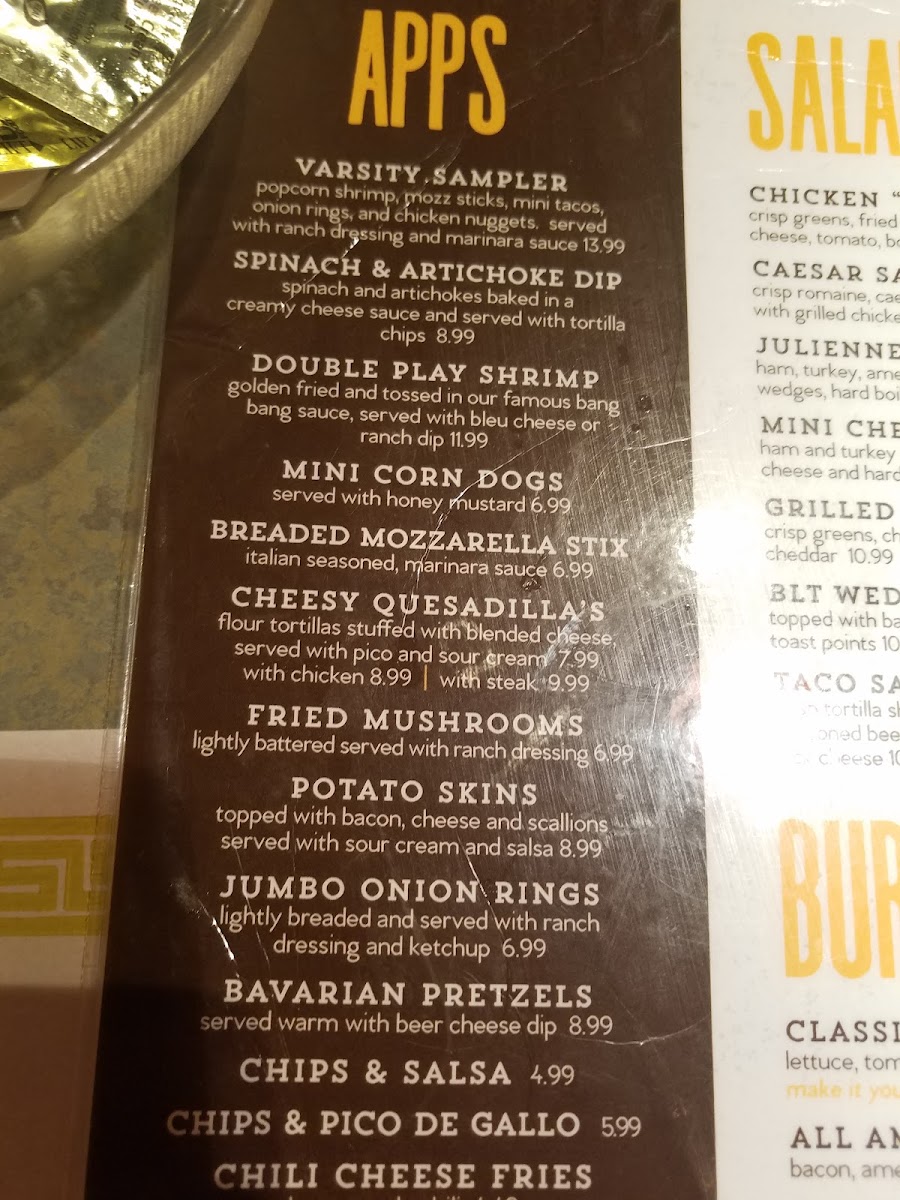 APPS
VARSITY SAMPLER
popcorn shrimp, mozz sticks, mini tacos,
onion rings, and chicken nuggets. served
with ranch dressing and marinara sauce 13.99
SPINACH & ARTICHOKE DIP
spinach and artichokes baked in a
creamy cheese sauce and served with tortilla
chips 8.99
DOUBLE PLAY SHRIMP
golden fried and tossed in our famous bang
bang sauce, served with bleu cheese or
ranch dip 11.99
MINI CORN DOGS
served with honey mustard 6.99
BREADED MOZZARELLA STIX
italian seasoned, marinara sauce 6.99
CHEESY QUESADILLA'S
flour tortillas stuffed with blended cheese,
served with pico and sour cream 7.99
with chicken 8.99 | with steak 9.99
FRIED MUSHROOMS
lightly battered served with ranch dressing 6.99
POTATO SKINS
topped with bacon, cheese and scallions
served with sour cream and salsa 8.99
JUMBO ONION RINGS
lightly breaded and served with ranch
dressing and ketchup 6.99
BAVARIAN PRETZELS
served warm with beer cheese dip 8.99
CHIPS & SALSA 4.99
CHIPS & PICO DE GALLO 5.99
CHILI CHEESE FRIES
SALA
CHICKEN "
crisp greens, fried
cheese, tomato,
CAESAR SA
crisp romaine, cae
with grilled chicke
JULIENNE
ham, turkey, ame
wedges, hard boi
MINI CHE
ham and turkey
cheese and hard
GRILLED
crisp greens, ch
cheddar 10.99
BLT WED
topped with ba
toast points 10
TACO SA
tortilla sh
oned bee
cheese 10
BUR
CLASSI
lettuce, tom
make it you
ALL AM
bacon, ame